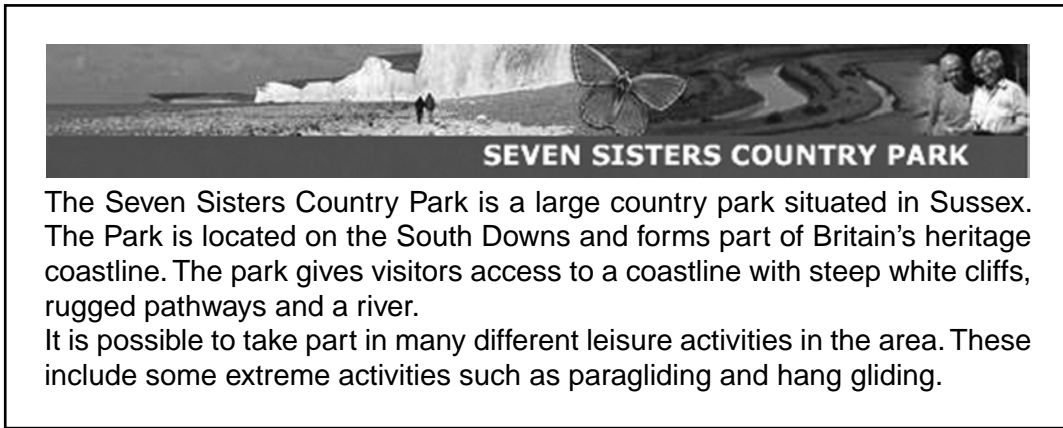 SEVEN SISTERS COUNTRY PARK
The Seven Sisters Country Park is a large country park situated in Sussex.
The Park is located on the South Downs and forms part of Britain's heritage
coastline. The park gives visitors access to a coastline with steep white cliffs,
rugged pathways and a river.
It is possible to take part in many different leisure activities in the area. These
include some extreme activities such as paragliding and hang gliding.